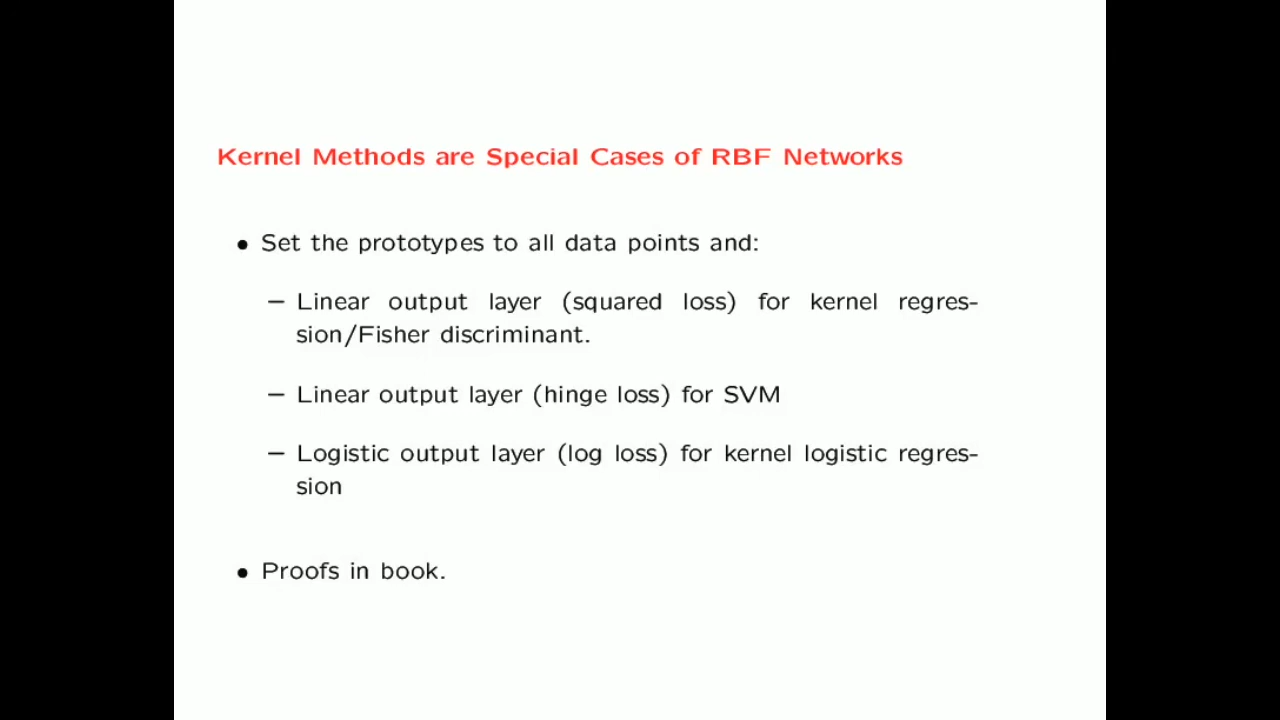 Kernel Methods are Special Cases of RBF Networks
• Set the prototypes to all data points and:
– Linear output layer (squared loss) for kernel regres-
sion/Fisher discriminant.
– Linear output layer (hinge loss) for SVM
– Logistic output layer (log loss) for kernel logistic regres-
sion
• Proofs in book.